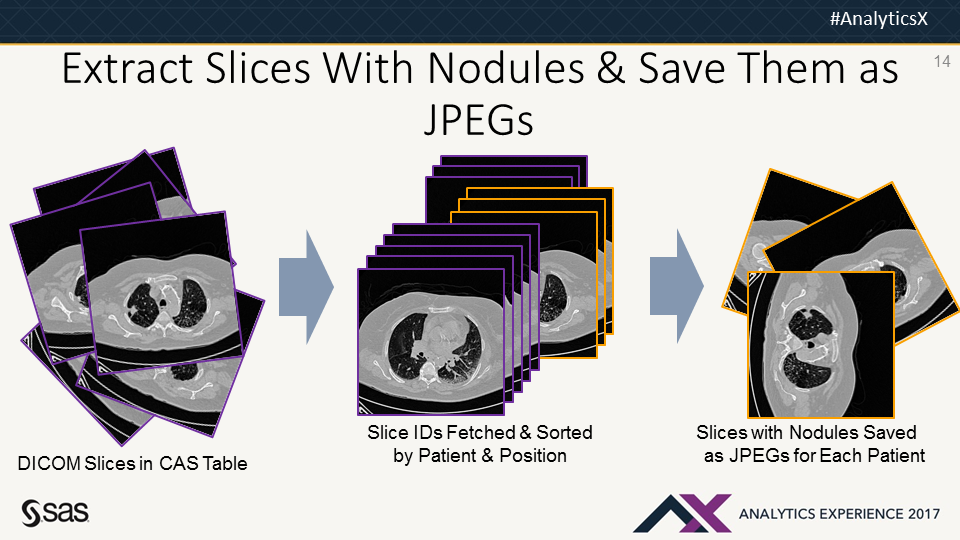 #AnalyticsX
14
Extract Slices With Nodules & Save Them as
JPEGs
DICOM Slices in CAS Table
Slice IDs Fetched & Sorted
by Patient & Position
Slices with Nodules Saved
as JPEGs for Each Patient
sas
ANALYTICS EXPERIENCE 2017